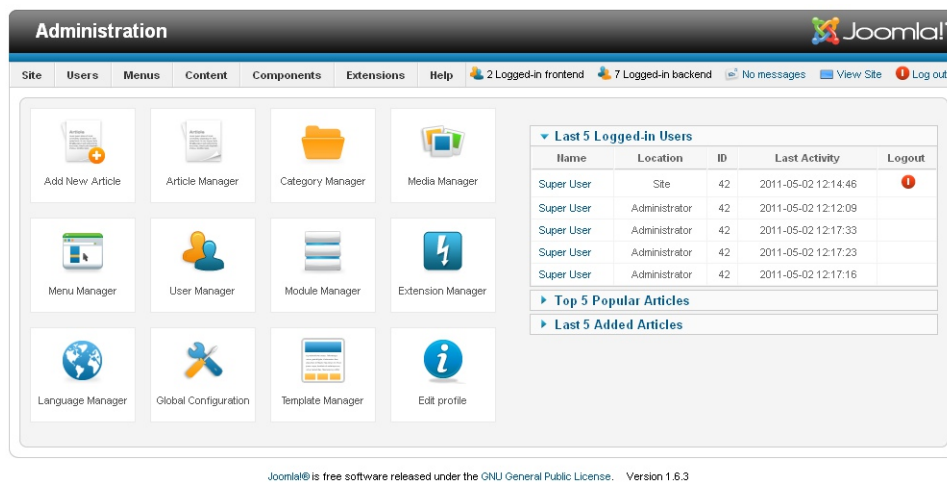 Administration
Joomla!™
Site Users Menus Content Components Extensions Help 2 Logged-in frontend 7 Logged-in backend No messages View Site Log out
Add New Article Article Manager Category Manager Media Manager
Menu Manager User Manager Module Manager Extension Manager
Language Manager Global Configuration Template Manager Edit profile
Last 5 Logged-in Users
Name Location ID Last Activity Logout
Super User Site 42 2011-05-02 12:14:46
Super User Administrator 42 2011-05-02 12:12:09
Super User Administrator 42 2011-05-02 12:17:33
Super User Administrator 42 2011-05-02 12:17:23
Super User Administrator 42 2011-05-02 12:17:16
Top 5 Popular Articles
Last 5 Added Articles
Joomla!® is free software released under the GNU General Public License. Version 1.6.3